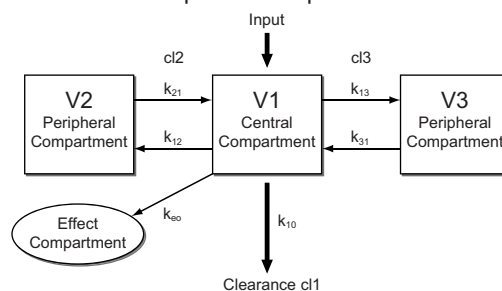 Input
cl2
cl3
V2
Peripheral
Compartment
k21
k12
V1
Central
Compartment
k13
k31
V3
Peripheral
Compartment
Effect
Compartment
keo
k10
Clearance cl1